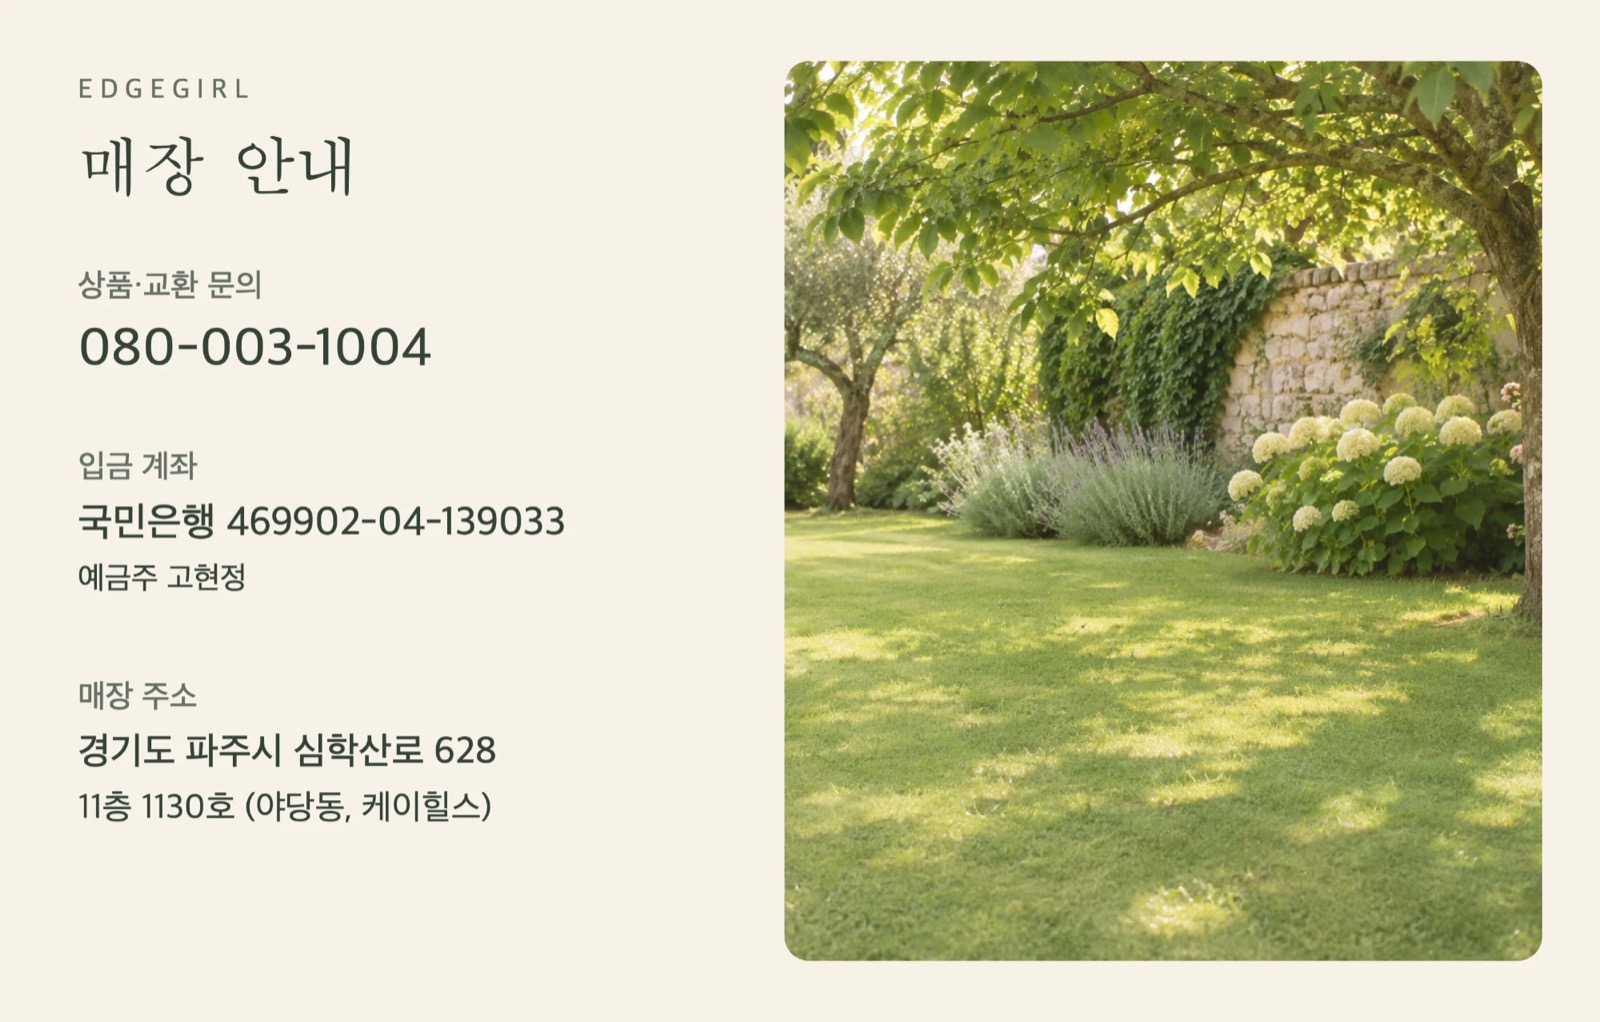 EDGEGIRL
매장 안내
상품·교환 문의
080-003-1004
입금 계좌
국민은행 469902-04-139033
예금주 고현정
매장 주소
경기도 파주시 심학산로 628
11층 1130호 (야당동, 케이힐스)